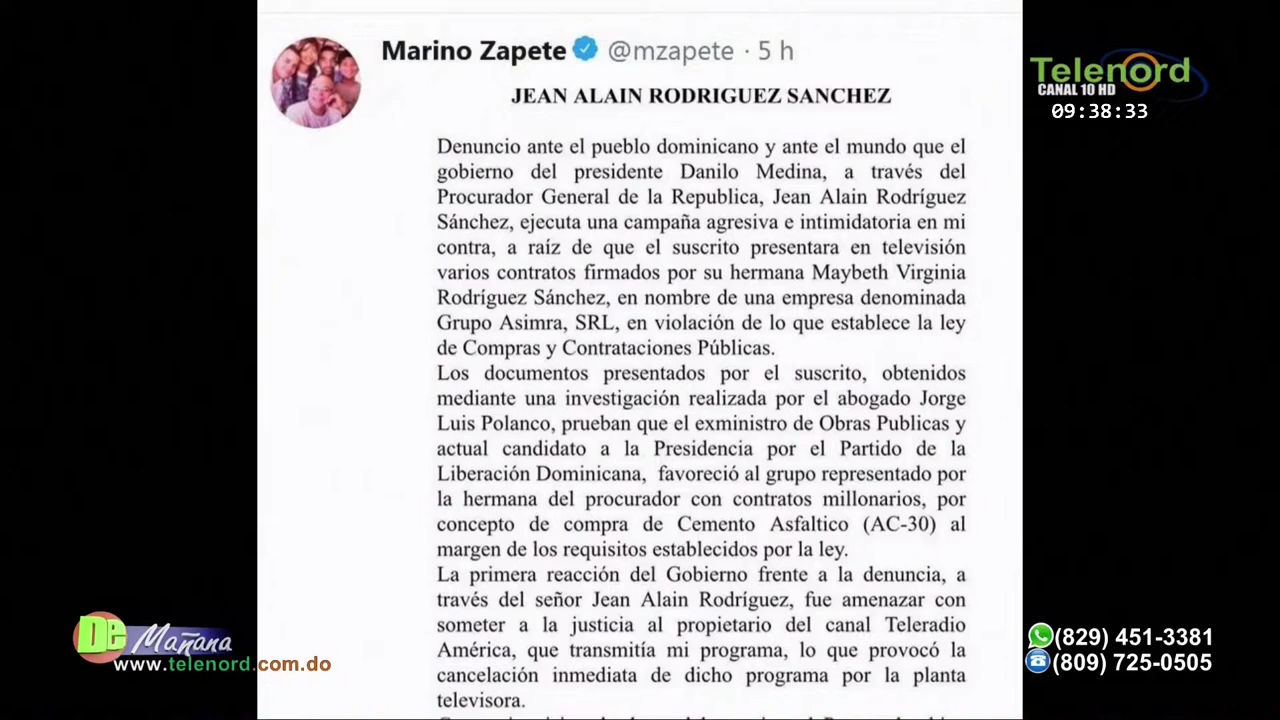 Marino Zapete @mzapete · 5 h
JEAN ALAIN RODRIGUEZ SANCHEZ
Denuncio ante el pueblo dominicano y ante el mundo que el
gobierno del presidente Danilo Medina, a través del
Procurador General de la Republica, Jean Alain Rodríguez
Sánchez, ejecuta una campaña agresiva e intimidatoria en mi
contra, a raíz de que el suscrito presentara en televisión
varios contratos firmados por su hermana Maybeth Virginia
Rodríguez Sánchez, en nombre de una empresa denominada
Grupo Asimra, SRL, en violación de lo que establece la ley
de Compras y Contrataciones Públicas.
Los documentos presentados por el suscrito, obtenidos
mediante una investigación realizada por el abogado Jorge
Luis Polanco, prueban que el exministro de Obras Publicas y
actual candidato a la Presidencia por el Partido de la
Liberación Dominicana, favoreció al grupo representado por
la hermana del procurador con contratos millonarios, por
concepto de compra de Cemento Asfaltico (AC-30) al
margen de los requisitos establecidos por la ley.
La primera reacción del Gobierno frente a la denuncia, a
través del señor Jean Alain Rodríguez, fue amenazar con
someter a la justicia al propietario del canal Teleradio
América, que transmitía mi programa, lo que provocó la
cancelación inmediata de dicho programa por la planta
televisora.
Telenord
CANAL 10 HD
09:38:33
De Mañana
www.telenord.com.do
(829) 451-3381
(809) 725-0505